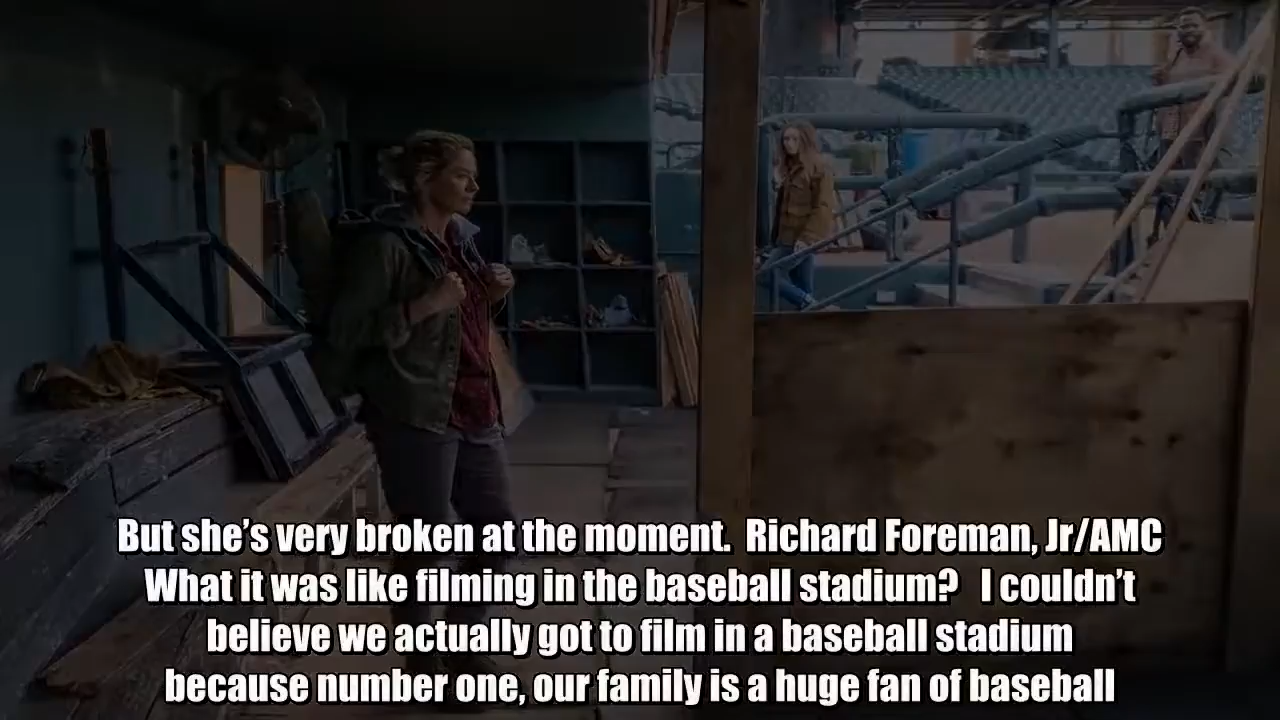 But she’s very broken at the moment.  Richard Foreman, Jr/AMC
What it was like filming in the baseball stadium?   I couldn’t
believe we actually got to film in a baseball stadium
because number one, our family is a huge fan of baseball